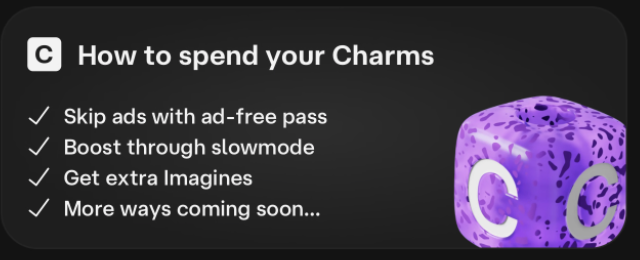 C How to spend your Charms
Skip ads with ad-free pass
Boost through slowmode
Get extra Imagines
More ways coming soon...
C C